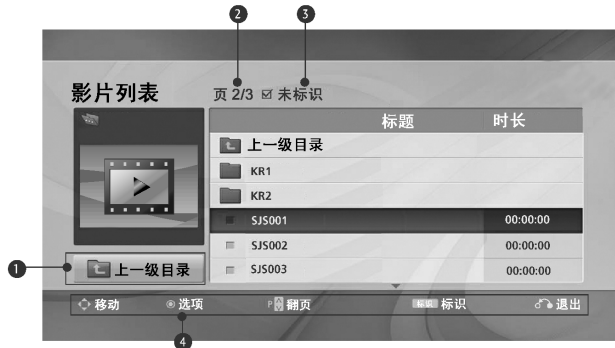 2 3
影片列表 页 2/3 ☑ 未标识
标题 时长
上一级目录
KR1
KR2
SJS001 00:00:00
SJS002 00:00:00
SJS003 00:00:00
1 上一级目录
移动 选项 P 翻页 标识 标识 退出
4